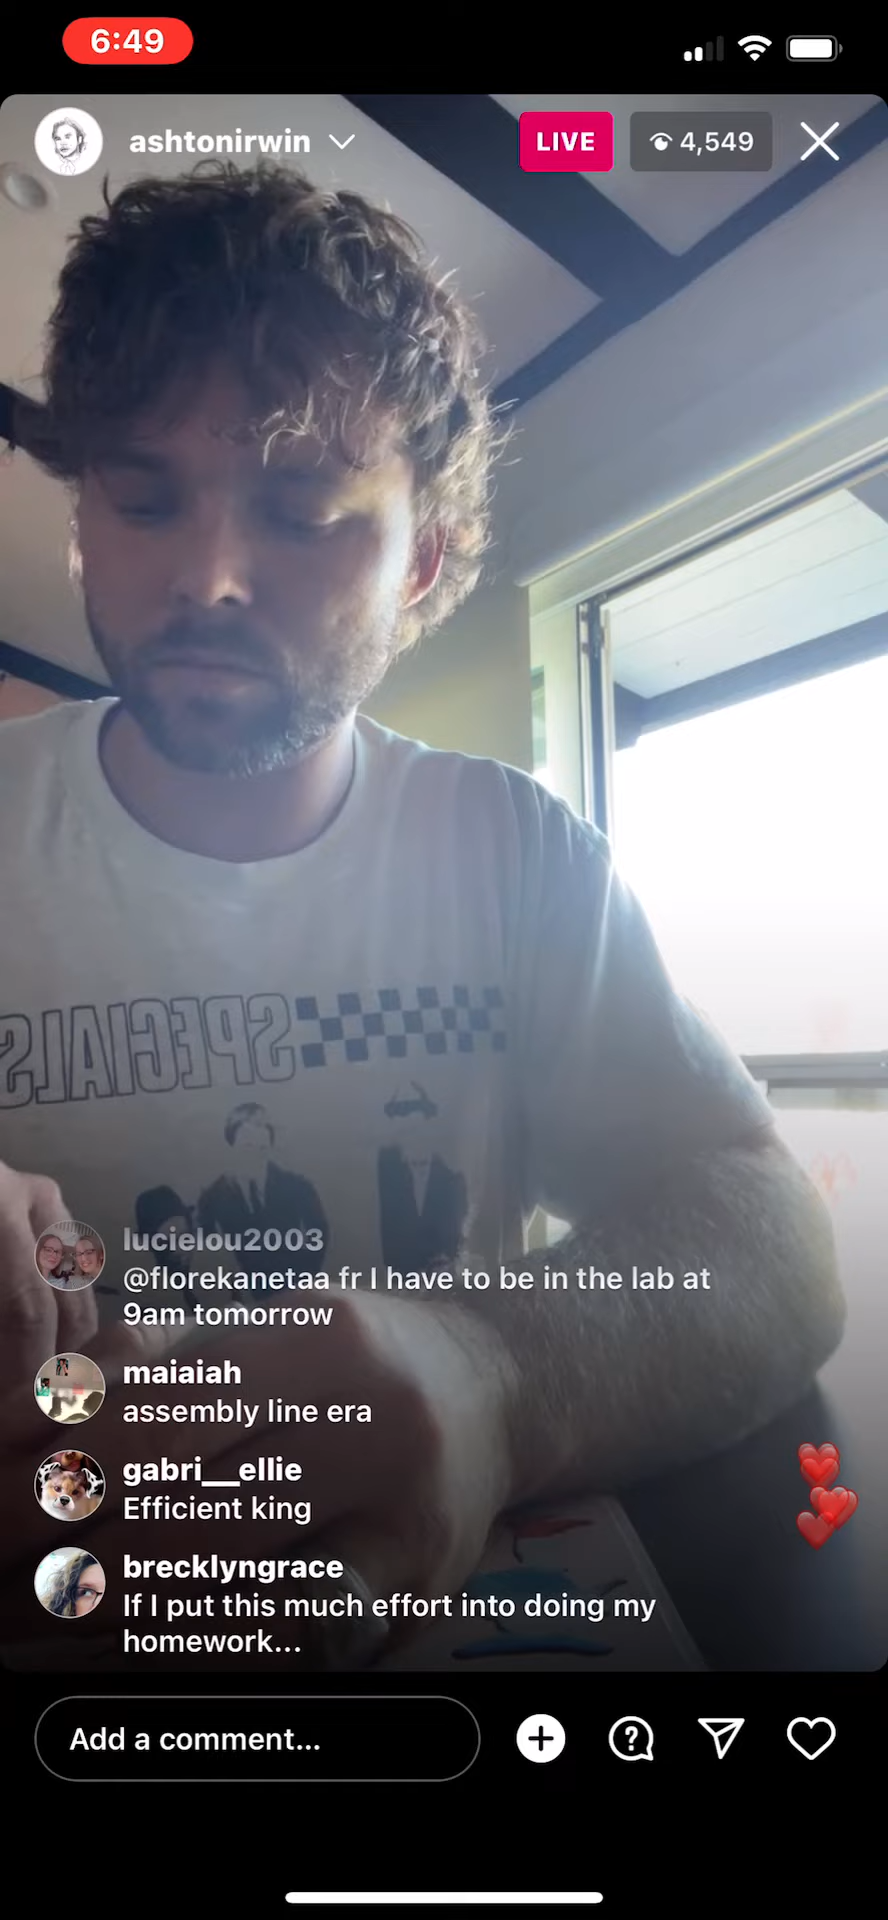 6:49
ashtonirwin
LIVE
4,549
SPECIALS
lucielou2003
@florekanetaa fr I have to be in the lab at
9am tomorrow
maiaiah
assembly line era
gabri__ellie
Efficient king
brecklyngrace
If I put this much effort into doing my
homework...
Add a comment...